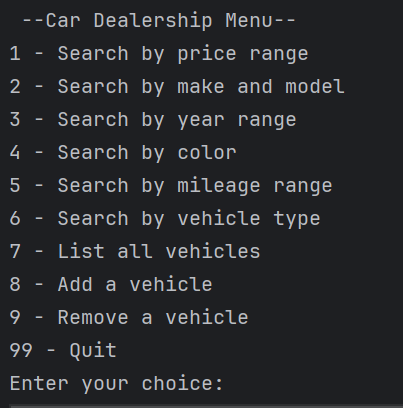 --Car Dealership Menu--
1 - Search by price range
2 - Search by make and model
3 - Search by year range
4 - Search by color
5 - Search by mileage range
6 - Search by vehicle type
7 - List all vehicles
8 - Add a vehicle
9 - Remove a vehicle
99 - Quit
Enter your choice: